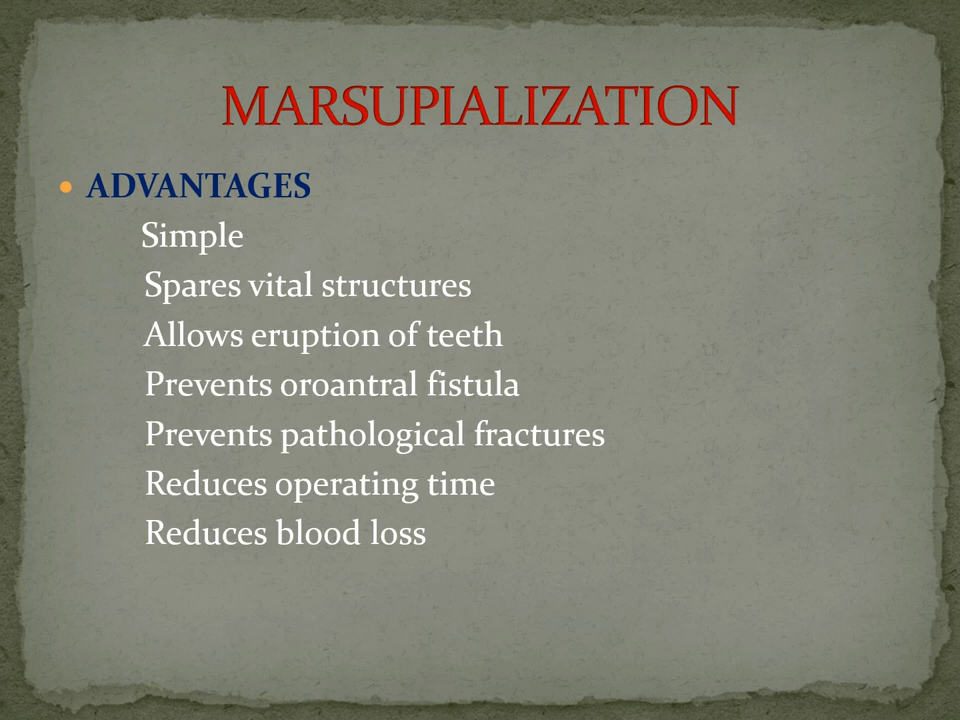 MARSUPIALIZATION
• ADVANTAGES
Simple
Spares vital structures
Allows eruption of teeth
Prevents oroantral fistula
Prevents pathological fractures
Reduces operating time
Reduces blood loss